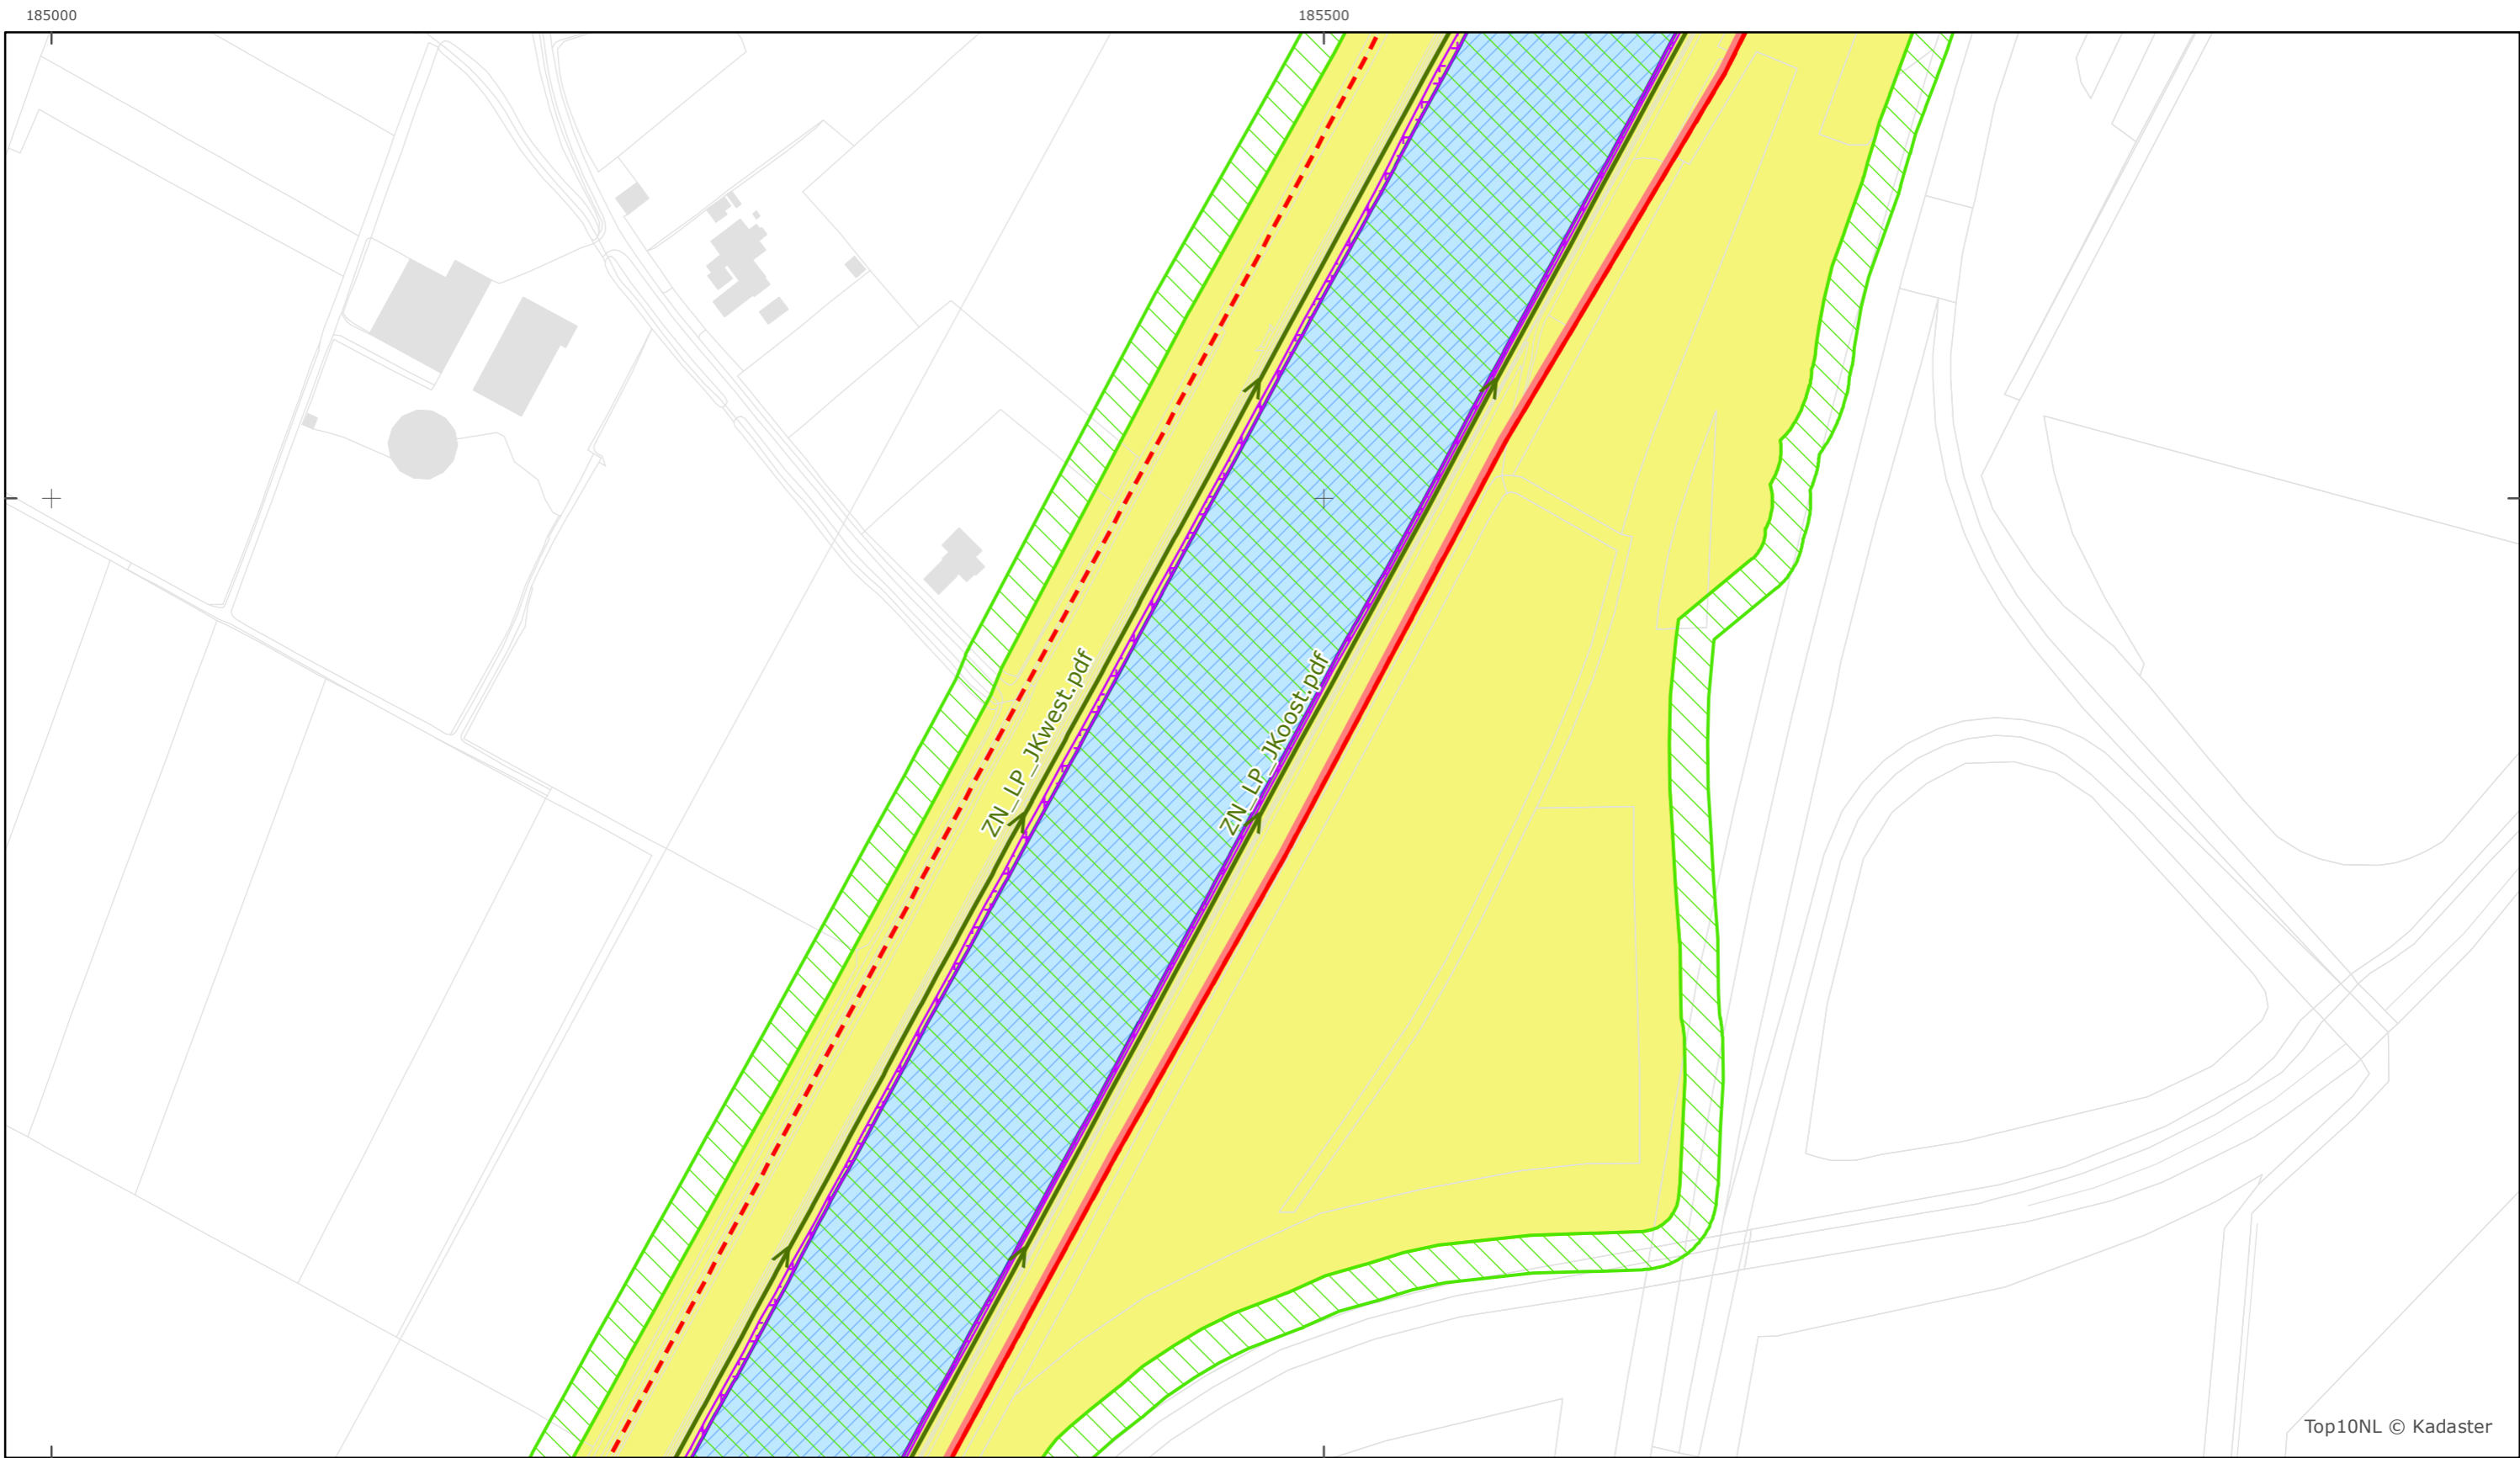 185000
185500
ZN_LP_JKwest.pdf
ZN_LP_JKoost.pdf
Top10NL © Kadaster